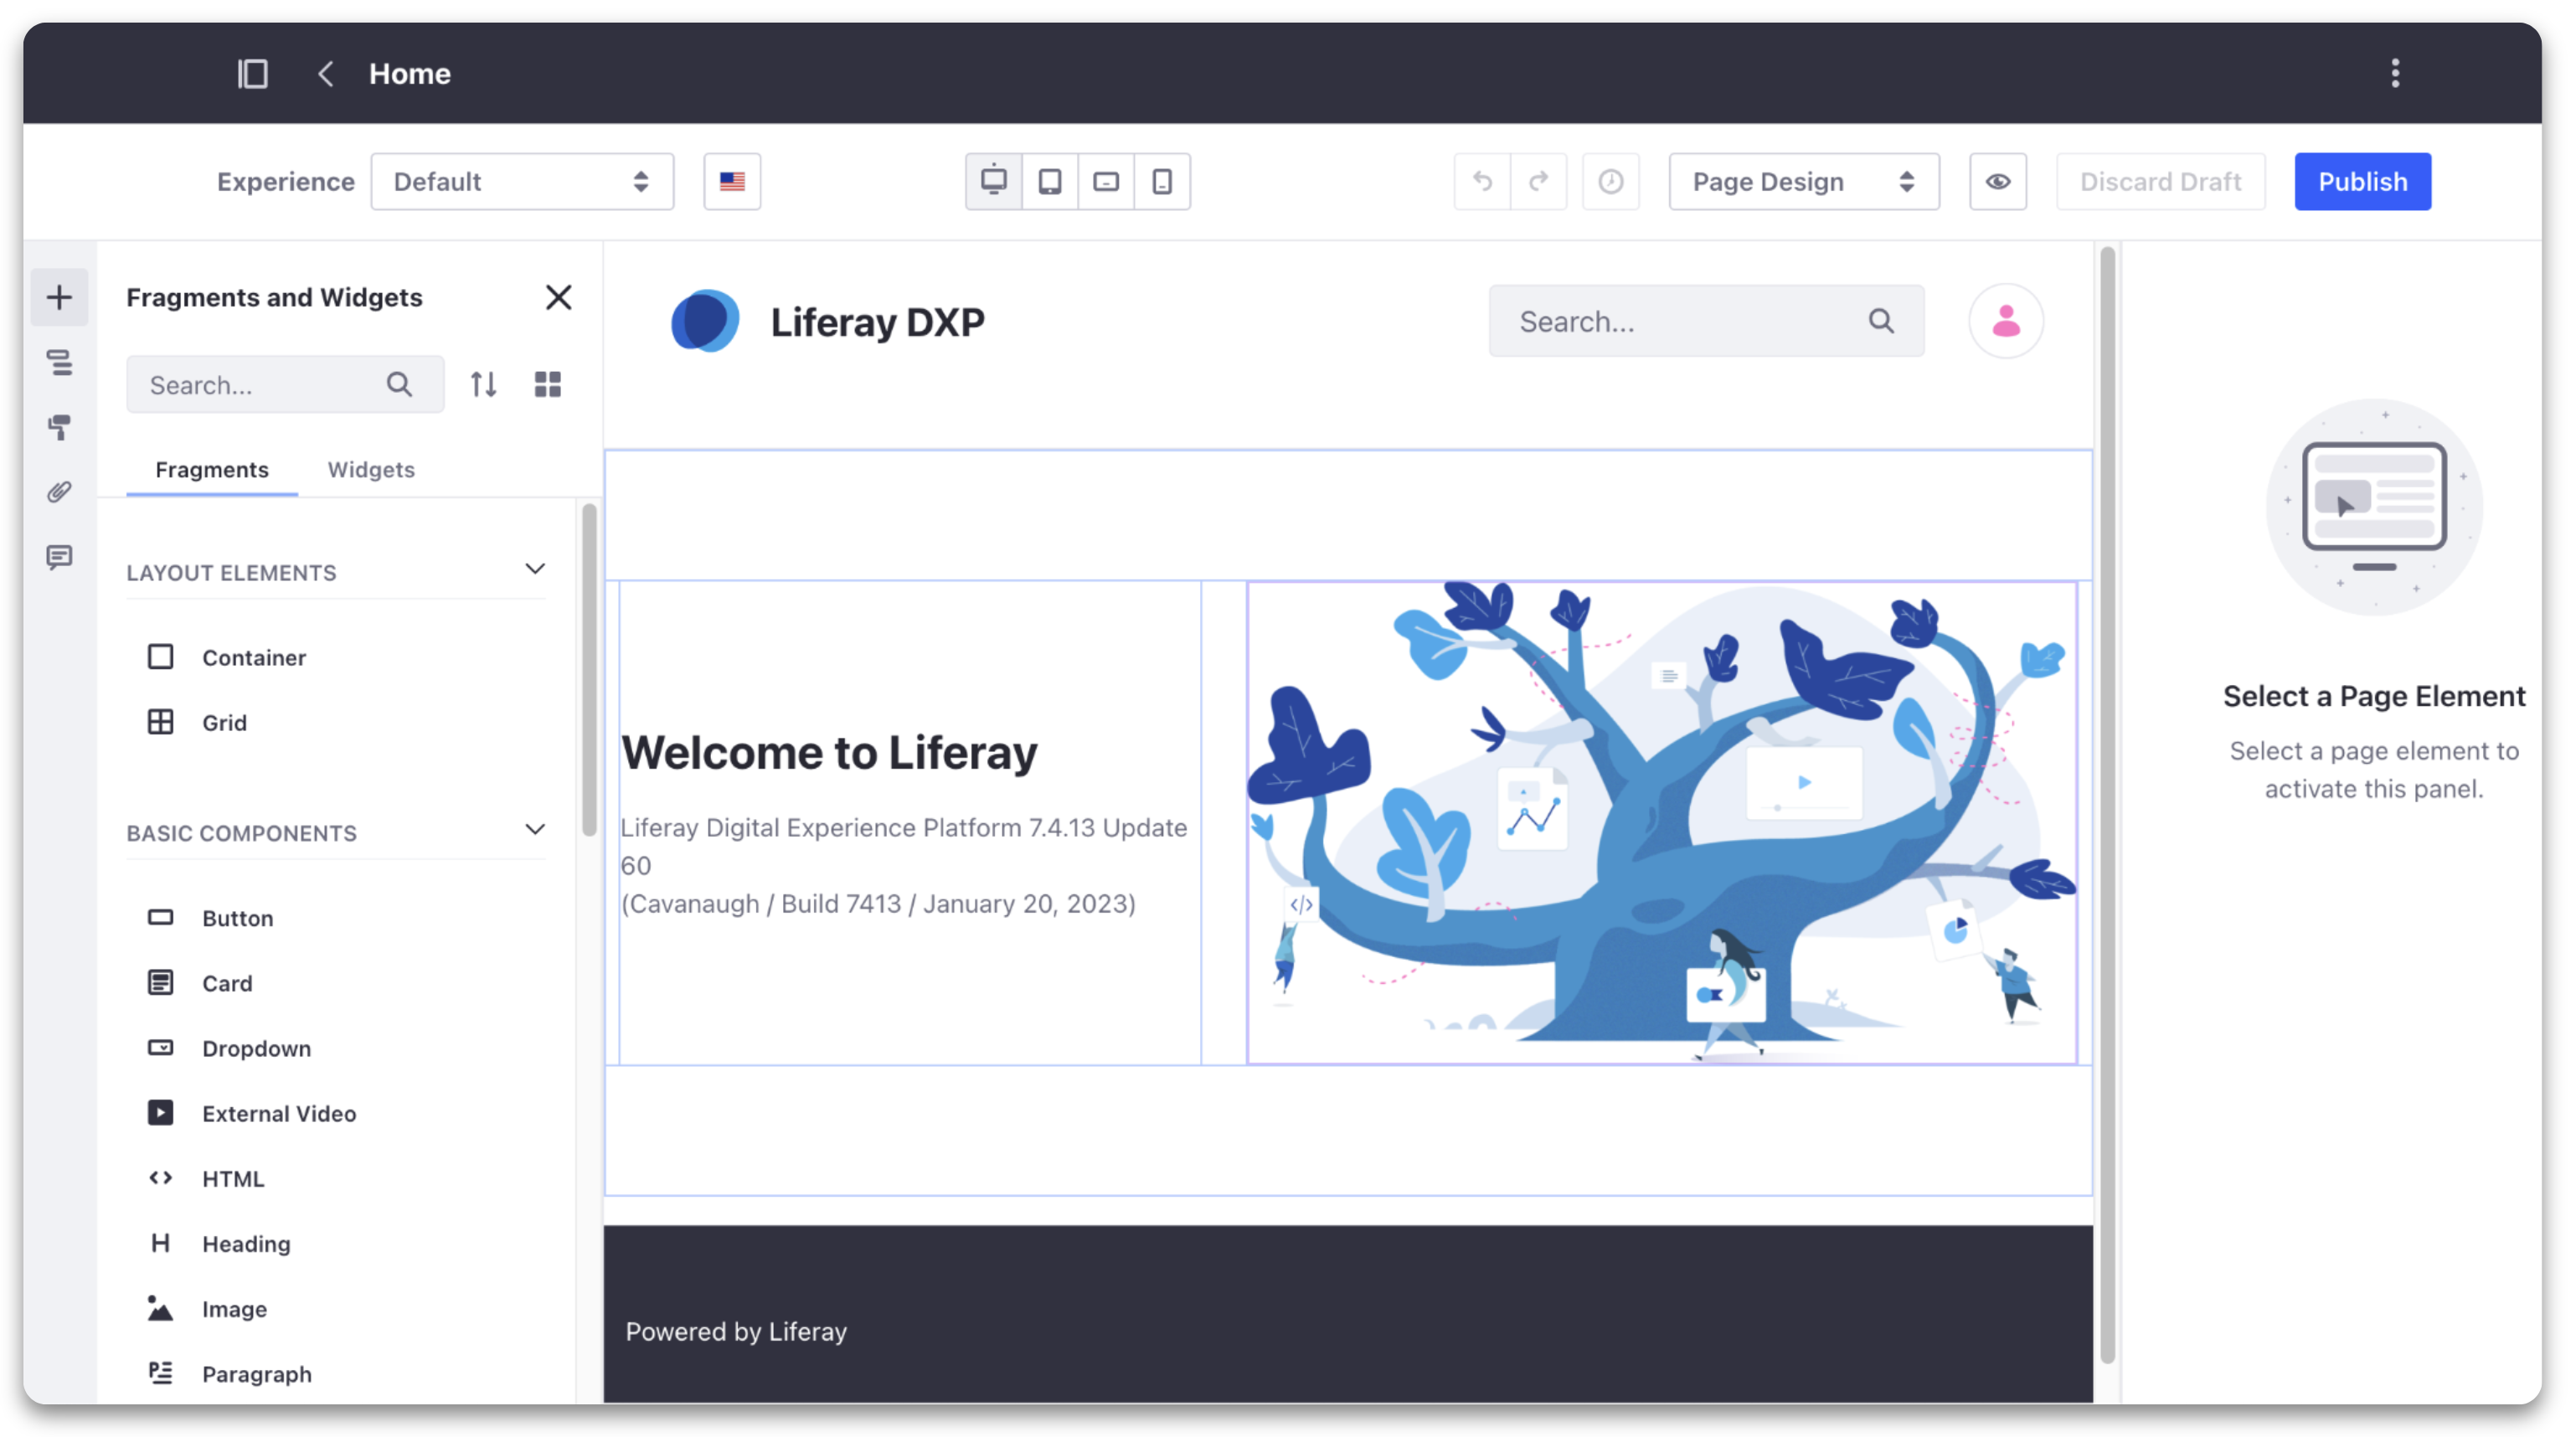 Home
Experience
Default
Page Design
Discard Draft
Publish
Fragments and Widgets
Search...
Fragments
Widgets
LAYOUT ELEMENTS
Container
Grid
BASIC COMPONENTS
Button
Card
Dropdown
External Video
HTML
Heading
Image
Paragraph
Liferay DXP
Search...
Welcome to Liferay
Liferay Digital Experience Platform 7.4.13 Update
60
(Cavanaugh / Build 7413 / January 20, 2023)
Powered by Liferay
Select a Page Element
Select a page element to
activate this panel.